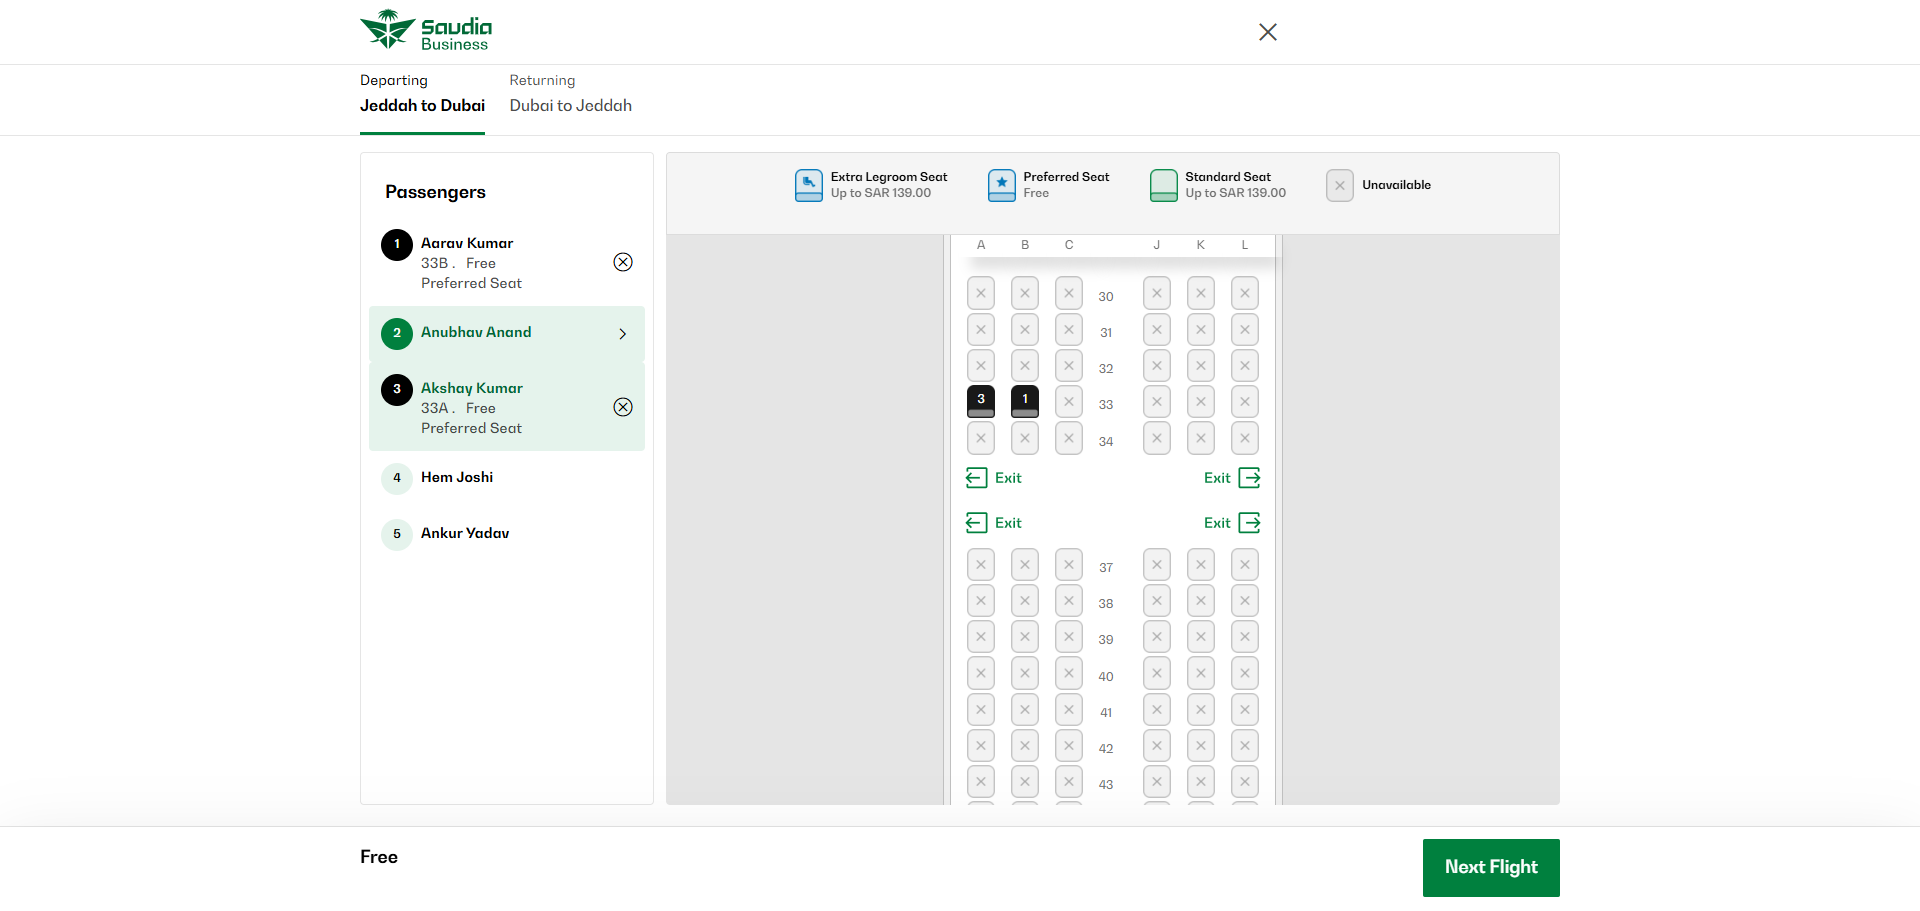 Saudia
Business
Departing
Jeddah to Dubai
Returning
Dubai to Jeddah
Passengers
1
Aarav Kumar
33B . Free
Preferred Seat
2
Anubhav Anand
3
Akshay Kumar
33A . Free
Preferred Seat
4
Hem Joshi
5
Ankur Yadav
Extra Legroom Seat
Up to SAR 139.00
Preferred Seat
Free
Standard Seat
Up to SAR 139.00
Unavailable
A B C J K L
30
31
32
3 1 33
34
Exit Exit
Exit Exit
37
38
39
40
41
42
43
Free
Next Flight